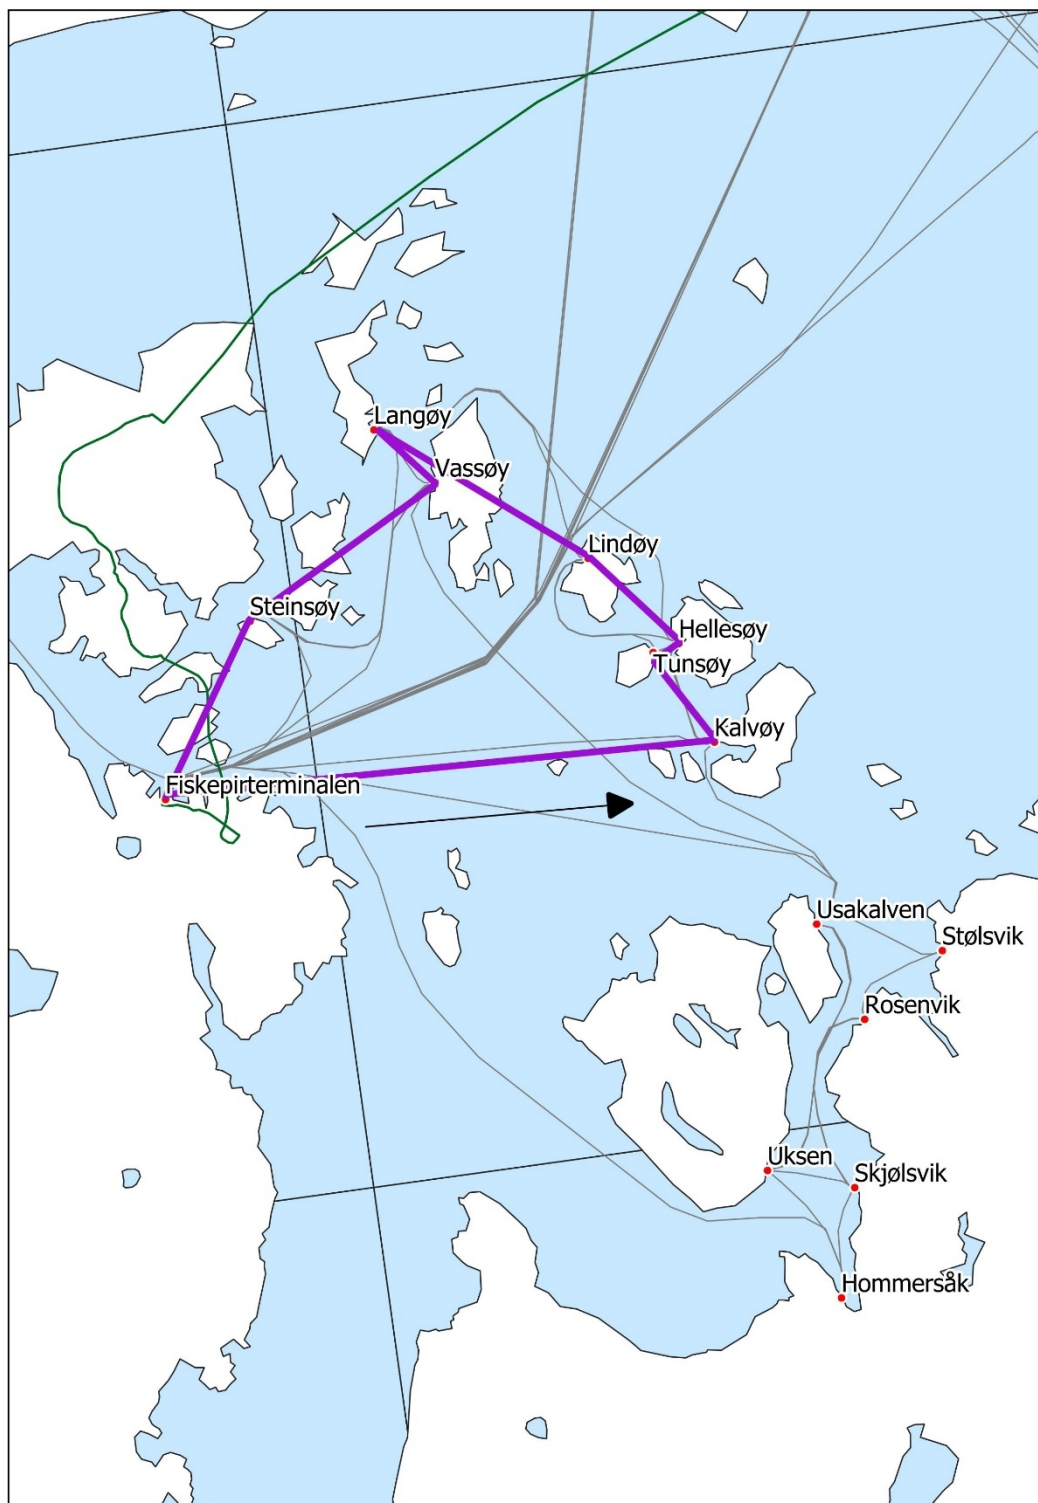 Langøy
Vassøy
Lindøy
Steinsøy
Hellesøy
Tunsøy
Kalvøy
Fiskepirterminalen
Usakalven
Stølsvik
Rosenvik
Uksen
Skjølsvik
Hommersåk